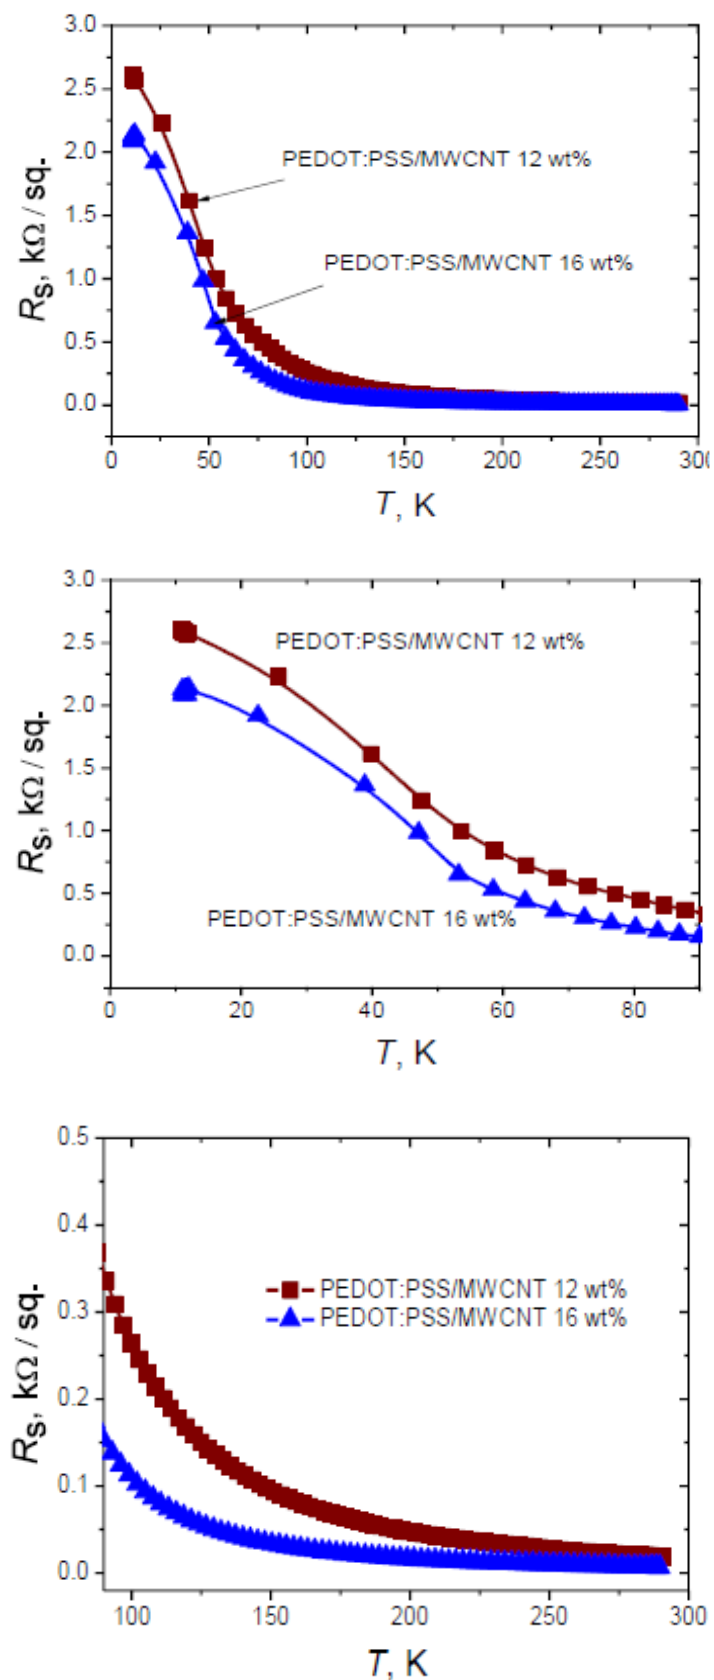 3.0
2.5
2.0
1.5
1.0
0.5
0.0
R_S, kΩ / sq.
PEDOT:PSS/MWCNT 12 wt%
PEDOT:PSS/MWCNT 16 wt%
0 50 100 150 200 250 300
T, K
3.0
2.5
2.0
1.5
1.0
0.5
0.0
R_S, kΩ / sq.
PEDOT:PSS/MWCNT 12 wt%
PEDOT:PSS/MWCNT 16 wt%
0 20 40 60 80
T, K
0.5
0.4
0.3
0.2
0.1
0.0
R_S, kΩ / sq.
PEDOT:PSS/MWCNT 12 wt%
PEDOT:PSS/MWCNT 16 wt%
100 150 200 250 300
T, K